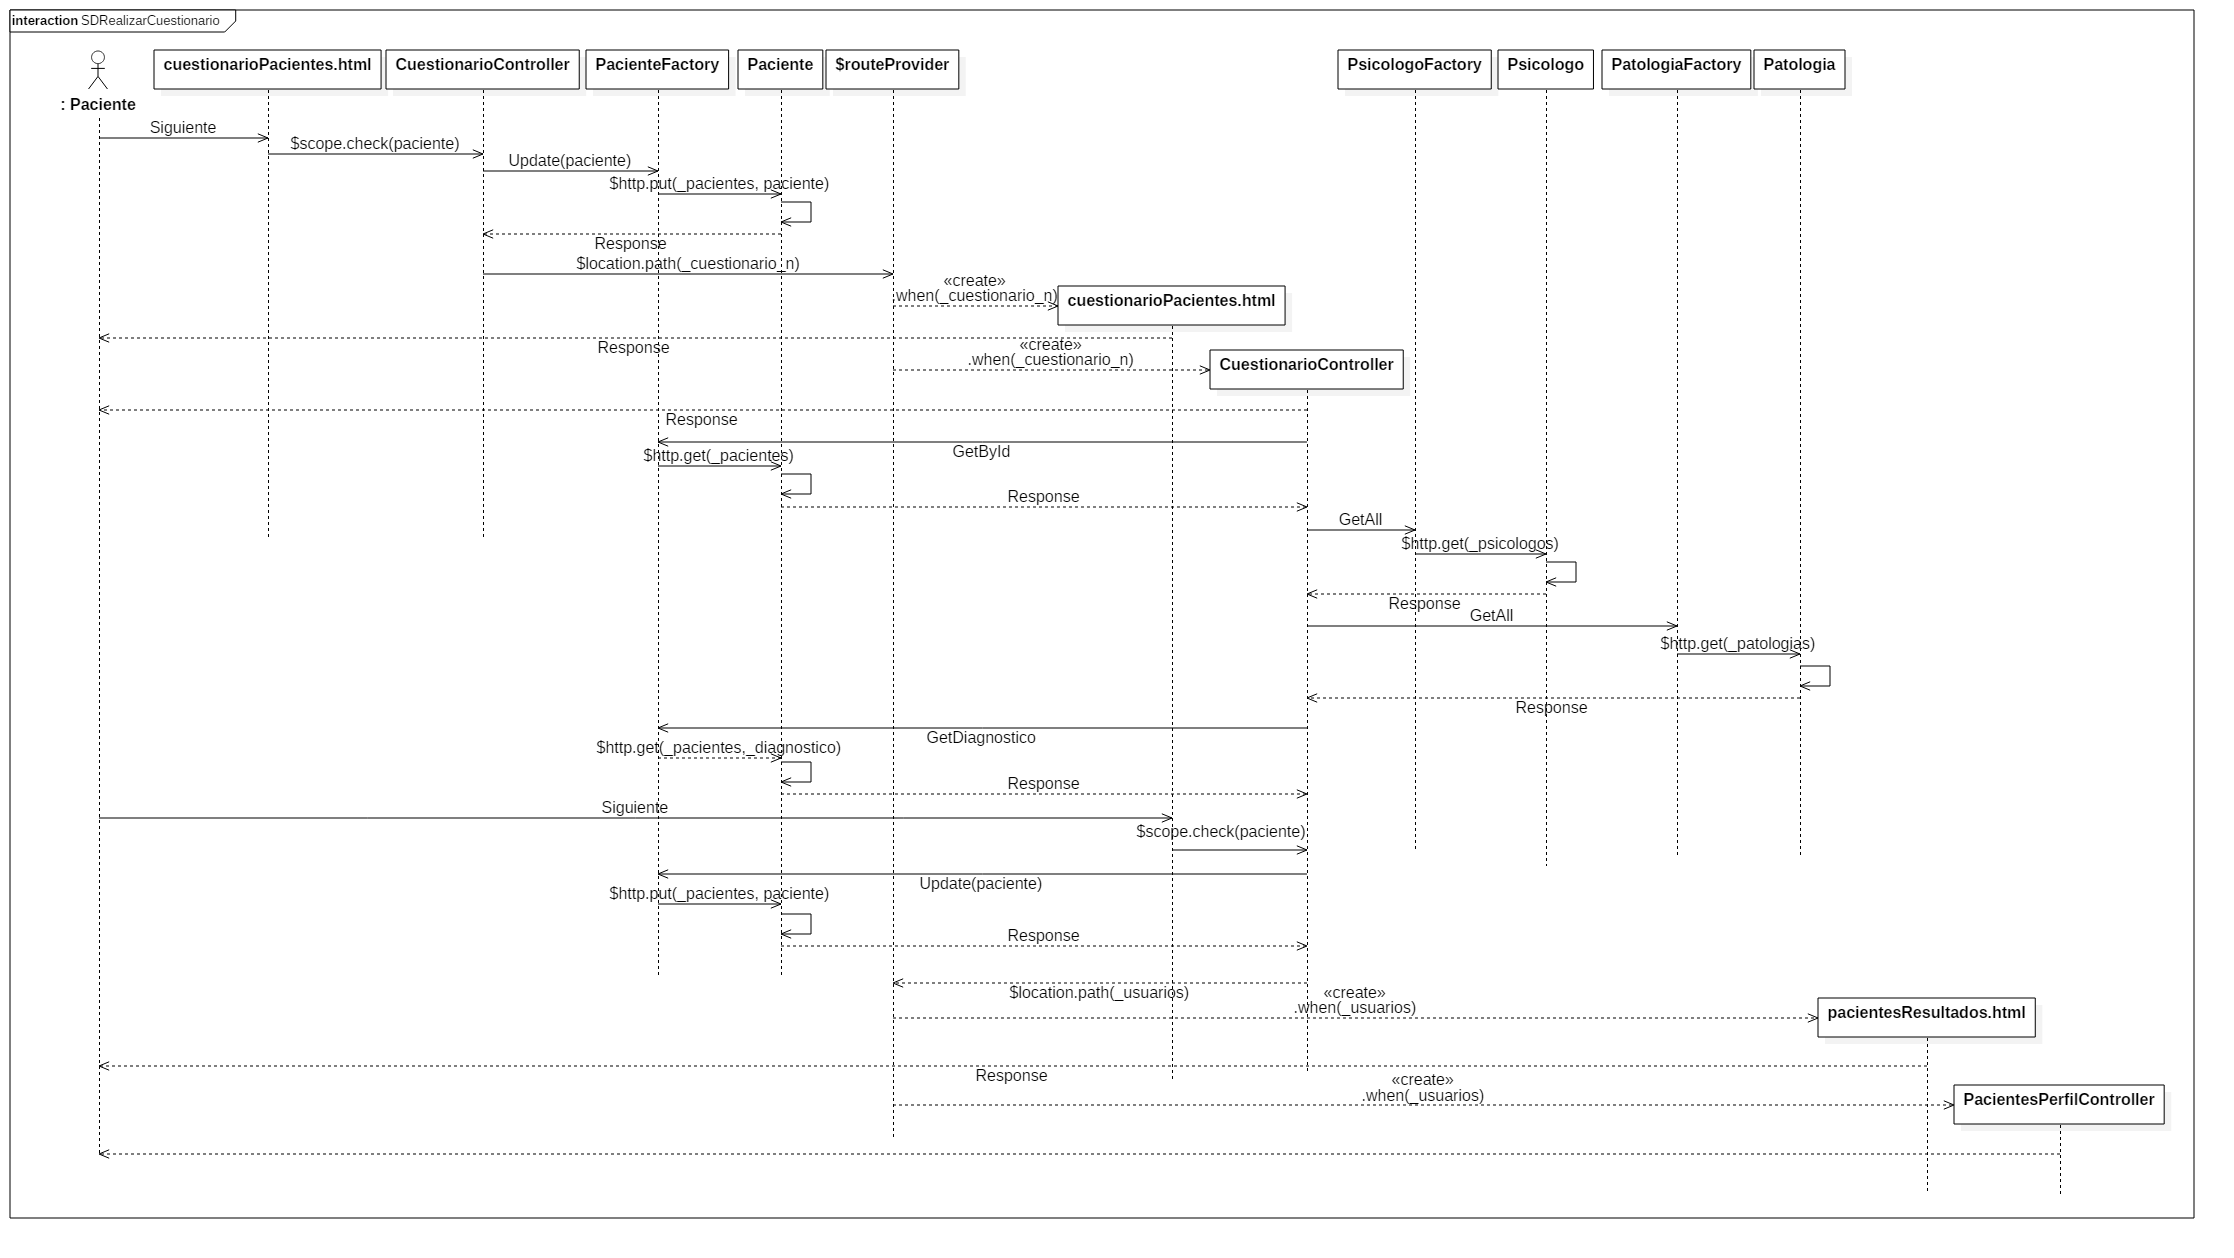 interaction SDRealizarCuestionario
: Paciente
cuestionarioPacientes.html
CuestionarioController
PacienteFactory
Paciente
$routeProvider
PsicologoFactory
Psicologo
PatologiaFactory
Patologia
Siguiente
$scope.check(paciente)
Update(paciente)
$http.put(_pacientes, paciente)
Response
$location.path(_cuestionario_n)
«create»
.when(_cuestionario_n)
cuestionarioPacientes.html
Response
«create»
.when(_cuestionario_n)
CuestionarioController
Response
GetById
$http.get(_pacientes)
Response
GetAll
$http.get(_psicologos)
Response
GetAll
$http.get(_patologias)
Response
GetDiagnostico
$http.get(_pacientes,_diagnostico)
Response
Siguiente
$scope.check(paciente)
Update(paciente)
$http.put(_pacientes, paciente)
Response
$location.path(_usuarios)
«create»
.when(_usuarios)
pacientesResultados.html
Response
«create»
.when(_usuarios)
PacientesPerfilController